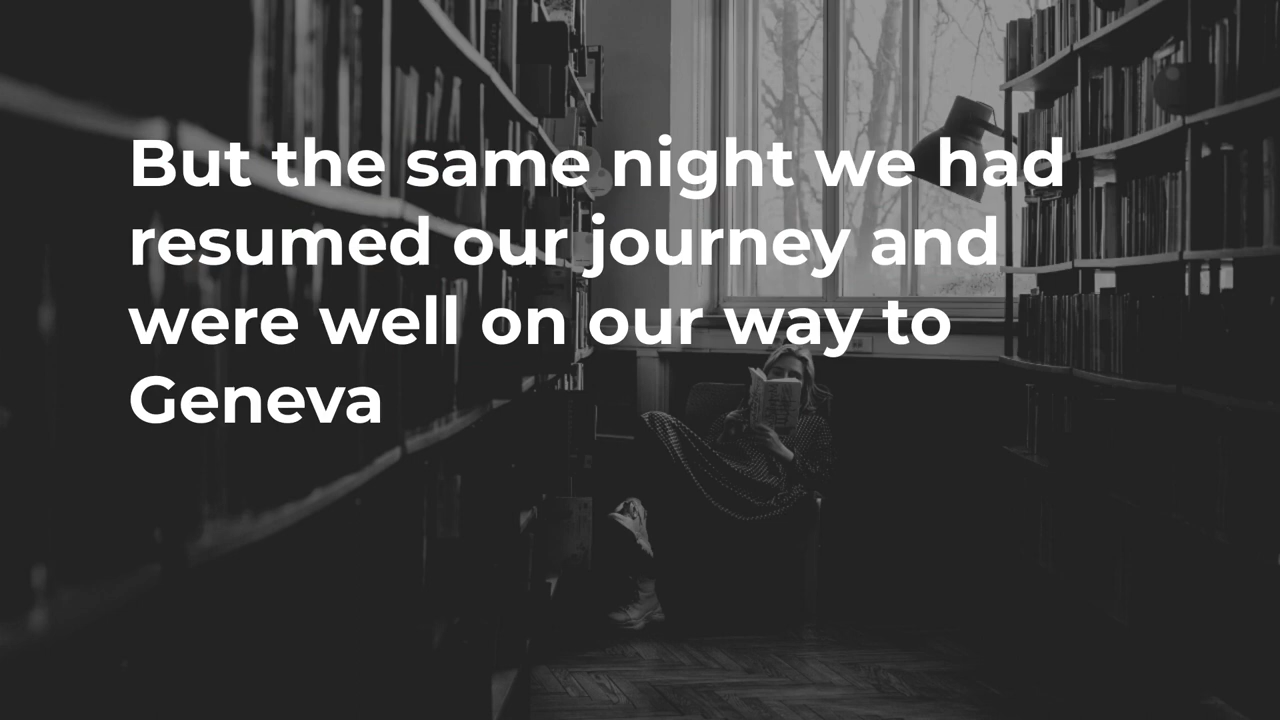 But the same night we had
resumed our journey and
were well on our way to
Geneva